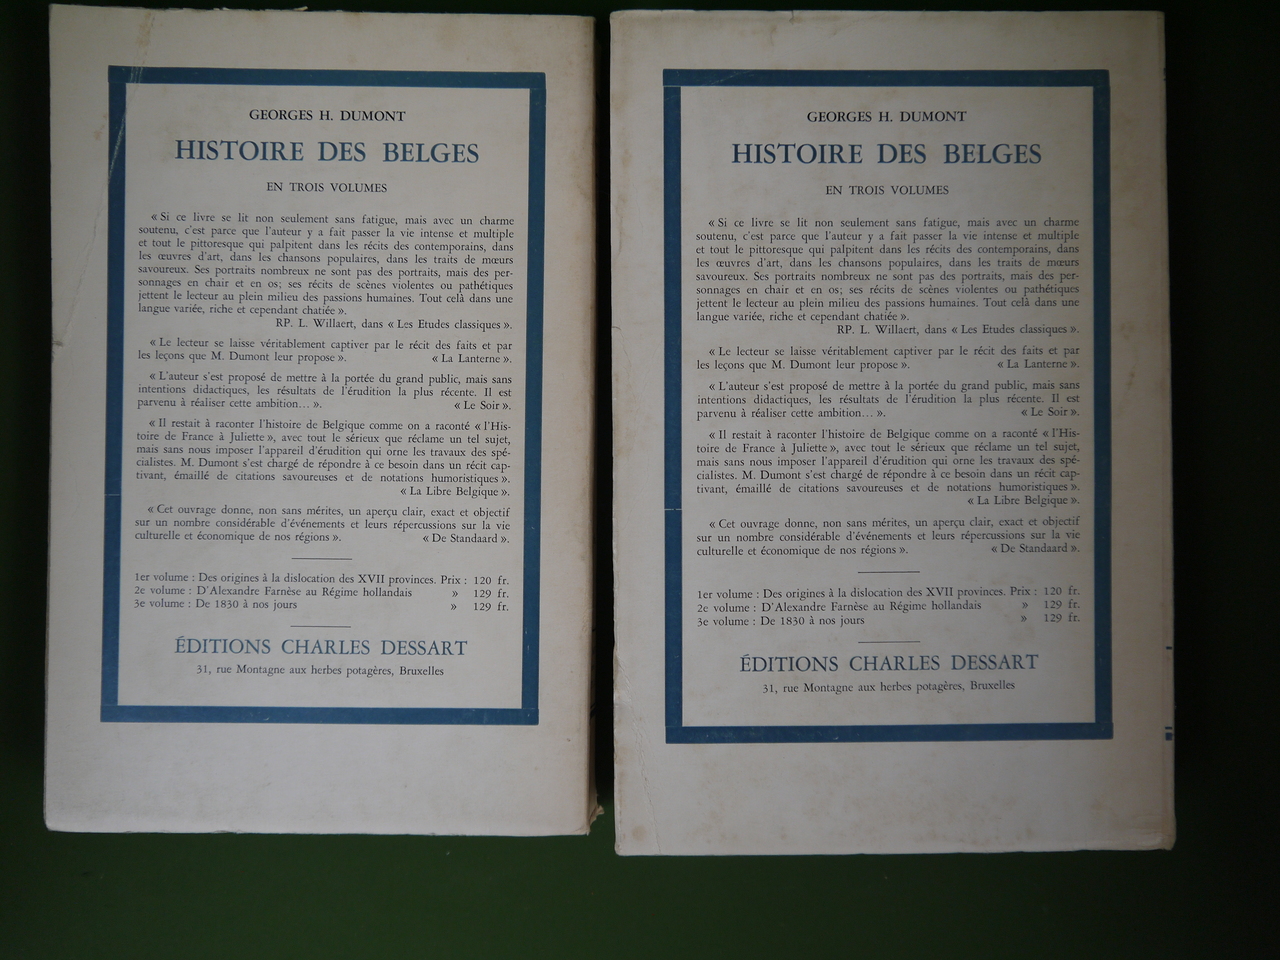 GEORGES H. DUMONT
HISTOIRE DES BELGES
EN TROIS VOLUMES
« Si ce livre se lit non seulement sans fatigue, mais avec un charme
soutenu, c'est parce que l'auteur y a fait passer la vie intense et multiple
et tout le pittoresque qui palpitent dans les récits des contemporains, dans
les œuvres d'art, dans les chansons populaires, dans les traits de mœurs
savoureux. Ses portraits nombreux ne sont pas des portraits, mais des per-
sonnages en chair et en os; ses récits de scènes violentes ou pathétiques
jettent le lecteur au plein milieu des passions humaines. Tout celà dans une
langue variée, riche et cependant chatiée ».
RP. L. Willaert, dans « Les Etudes classiques ».
« Le lecteur se laisse véritablement captiver par le récit des faits et par
les leçons que M. Dumont leur propose ». « La Lanterne ».
« L'auteur s'est proposé de mettre à la portée du grand public, mais sans
intentions didactiques, les résultats de l'érudition la plus récente. Il est
parvenu à réaliser cette ambition... ». « Le Soir ».
« Il restait à raconter l'histoire de Belgique comme on a raconté « l'His-
toire de France à Juliette », avec tout le sérieux que réclame un tel sujet,
mais sans nous imposer l'appareil d'érudition qui orne les travaux des spé-
cialistes. M. Dumont s'est chargé de répondre à ce besoin dans un récit cap-
tivant, émaillé de citations savoureuses et de notations humoristiques ».
« La Libre Belgique ».
« Cet ouvrage donne, non sans mérites, un aperçu clair, exact et objectif
sur un nombre considérable d'événements et leurs répercussions sur la vie
culturelle et économique de nos régions ». « De Standaard ».
1er volume : Des origines à la dislocation des XVII provinces. Prix : 120 fr.
2e volume : D'Alexandre Farnèse au Régime hollandais » 129 fr.
3e volume : De 1830 à nos jours » 129 fr.
ÉDITIONS CHARLES DESSART
31, rue Montagne aux herbes potagères, Bruxelles
GEORGES H. DUMONT
HISTOIRE DES BELGES
EN TROIS VOLUMES
« Si ce livre se lit non seulement sans fatigue, mais avec un charme
soutenu, c'est parce que l'auteur y a fait passer la vie intense et multiple
et tout le pittoresque qui palpitent dans les récits des contemporains, dans
les œuvres d'art, dans les chansons populaires, dans les traits de mœurs
savoureux. Ses portraits nombreux ne sont pas des portraits, mais des per-
sonnages en chair et en os; ses récits de scènes violentes ou pathétiques
jettent le lecteur au plein milieu des passions humaines. Tout celà dans une
langue variée, riche et cependant chatiée ».
RP. L. Willaert, dans « Les Etudes classiques ».
« Le lecteur se laisse véritablement captiver par le récit des faits et par
les leçons que M. Dumont leur propose ». « La Lanterne ».
« L'auteur s'est proposé de mettre à la portée du grand public, mais sans
intentions didactiques, les résultats de l'érudition la plus récente. Il est
parvenu à réaliser cette ambition... ». « Le Soir ».
« Il restait à raconter l'histoire de Belgique comme on a raconté « l'His-
toire de France à Juliette », avec tout le sérieux que réclame un tel sujet,
mais sans nous imposer l'appareil d'érudition qui orne les travaux des spé-
cialistes. M. Dumont s'est chargé de répondre à ce besoin dans un récit cap-
tivant, émaillé de citations savoureuses et de notations humoristiques ».
« La Libre Belgique ».
« Cet ouvrage donne, non sans mérites, un aperçu clair, exact et objectif
sur un nombre considérable d'événements et leurs répercussions sur la vie
culturelle et économique de nos régions ». « De Standaard ».
1er volume : Des origines à la dislocation des XVII provinces. Prix : 120 fr.
2e volume : D'Alexandre Farnèse au Régime hollandais » 129 fr.
3e volume : De 1830 à nos jours » 129 fr.
ÉDITIONS CHARLES DESSART
31, rue Montagne aux herbes potagères, Bruxelles